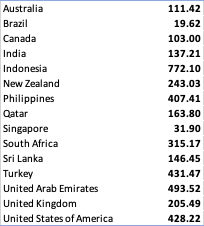 Australia 111.42
Brazil 19.62
Canada 103.00
India 137.21
Indonesia 772.10
New Zealand 243.03
Philippines 407.41
Qatar 163.80
Singapore 31.90
South Africa 315.17
Sri Lanka 146.45
Turkey 431.47
United Arab Emirates 493.52
United Kingdom 205.49
United States of America 428.22